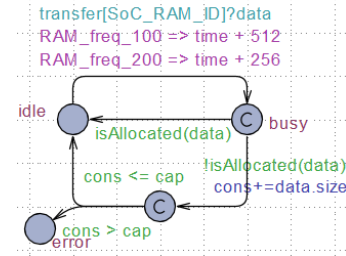 transfer[SoC_RAM_ID]?data
RAM_freq_100 => time + 512
RAM_freq_200 => time + 256
idle
C
busy
isAllocated(data)
!isAllocated(data)
cons+=data.size
cons <= cap
C
cons > cap
error